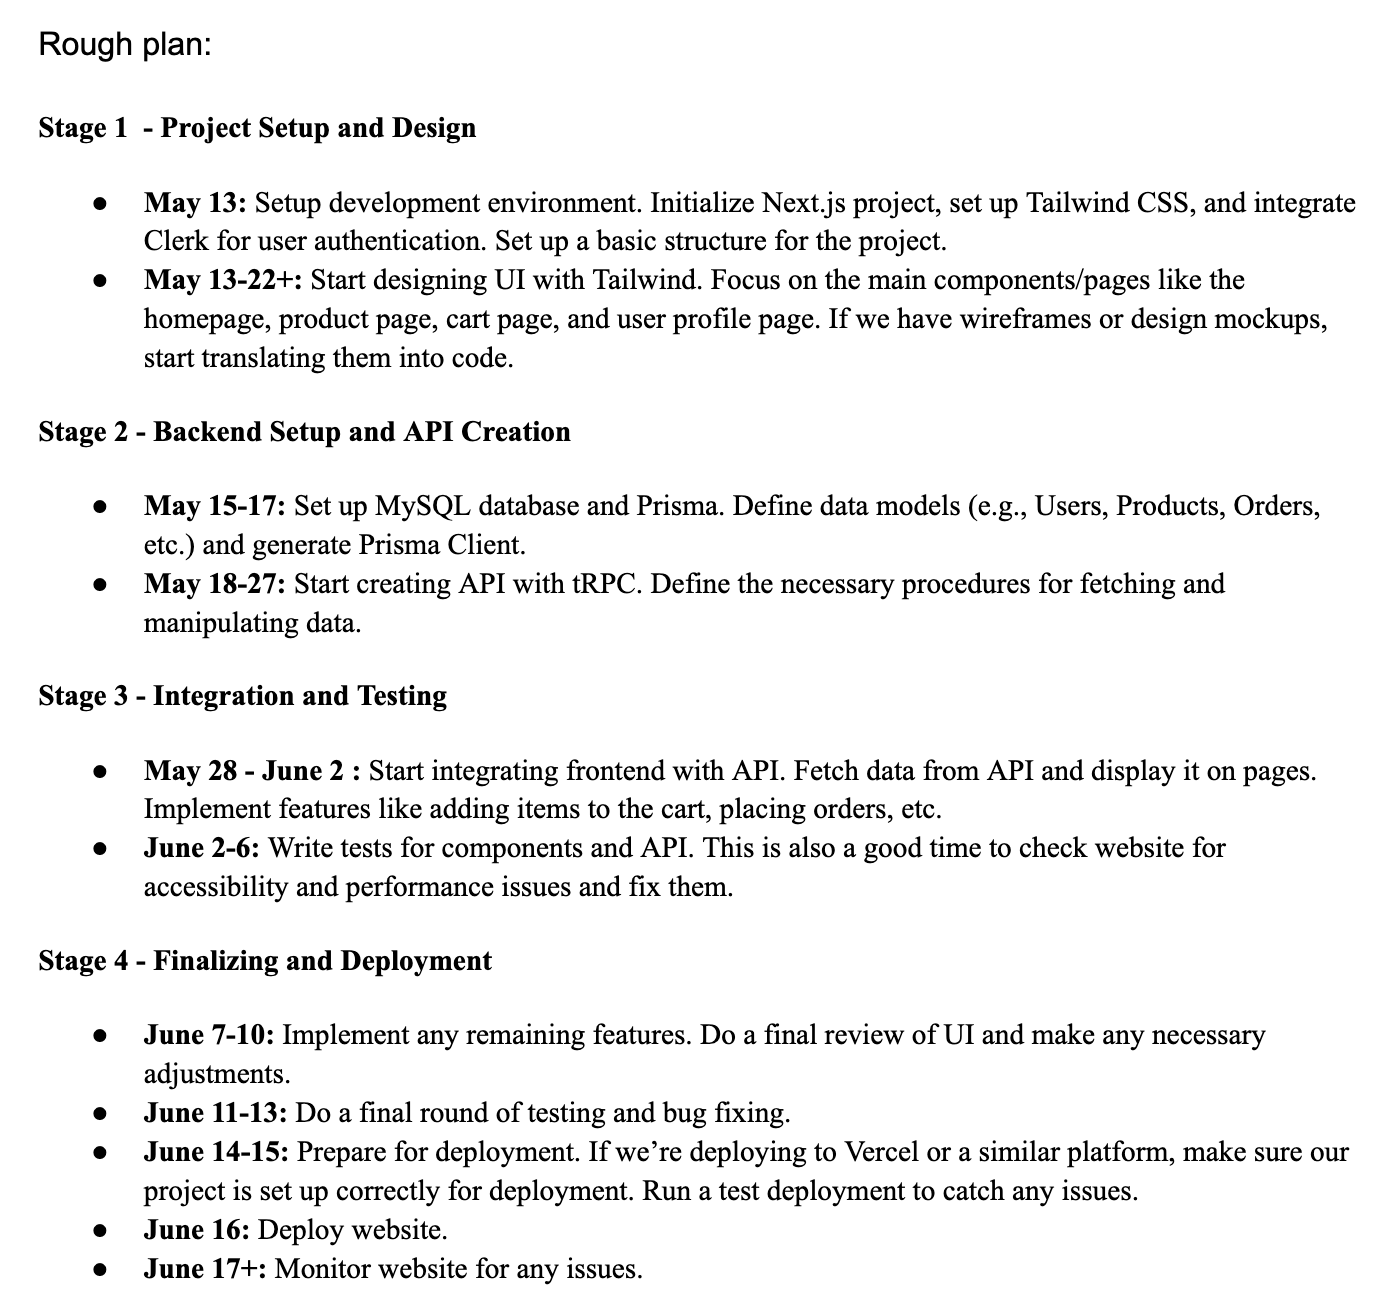 Rough plan:
Stage 1  - Project Setup and Design
● May 13: Setup development environment. Initialize Next.js project, set up Tailwind CSS, and integrate
Clerk for user authentication. Set up a basic structure for the project.
● May 13-22+: Start designing UI with Tailwind. Focus on the main components/pages like the
homepage, product page, cart page, and user profile page. If we have wireframes or design mockups,
start translating them into code.
Stage 2 - Backend Setup and API Creation
● May 15-17: Set up MySQL database and Prisma. Define data models (e.g., Users, Products, Orders,
etc.) and generate Prisma Client.
● May 18-27: Start creating API with tRPC. Define the necessary procedures for fetching and
manipulating data.
Stage 3 - Integration and Testing
● May 28 - June 2 : Start integrating frontend with API. Fetch data from API and display it on pages.
Implement features like adding items to the cart, placing orders, etc.
● June 2-6: Write tests for components and API. This is also a good time to check website for
accessibility and performance issues and fix them.
Stage 4 - Finalizing and Deployment
● June 7-10: Implement any remaining features. Do a final review of UI and make any necessary
adjustments.
● June 11-13: Do a final round of testing and bug fixing.
● June 14-15: Prepare for deployment. If we’re deploying to Vercel or a similar platform, make sure our
project is set up correctly for deployment. Run a test deployment to catch any issues.
● June 16: Deploy website.
● June 17+: Monitor website for any issues.